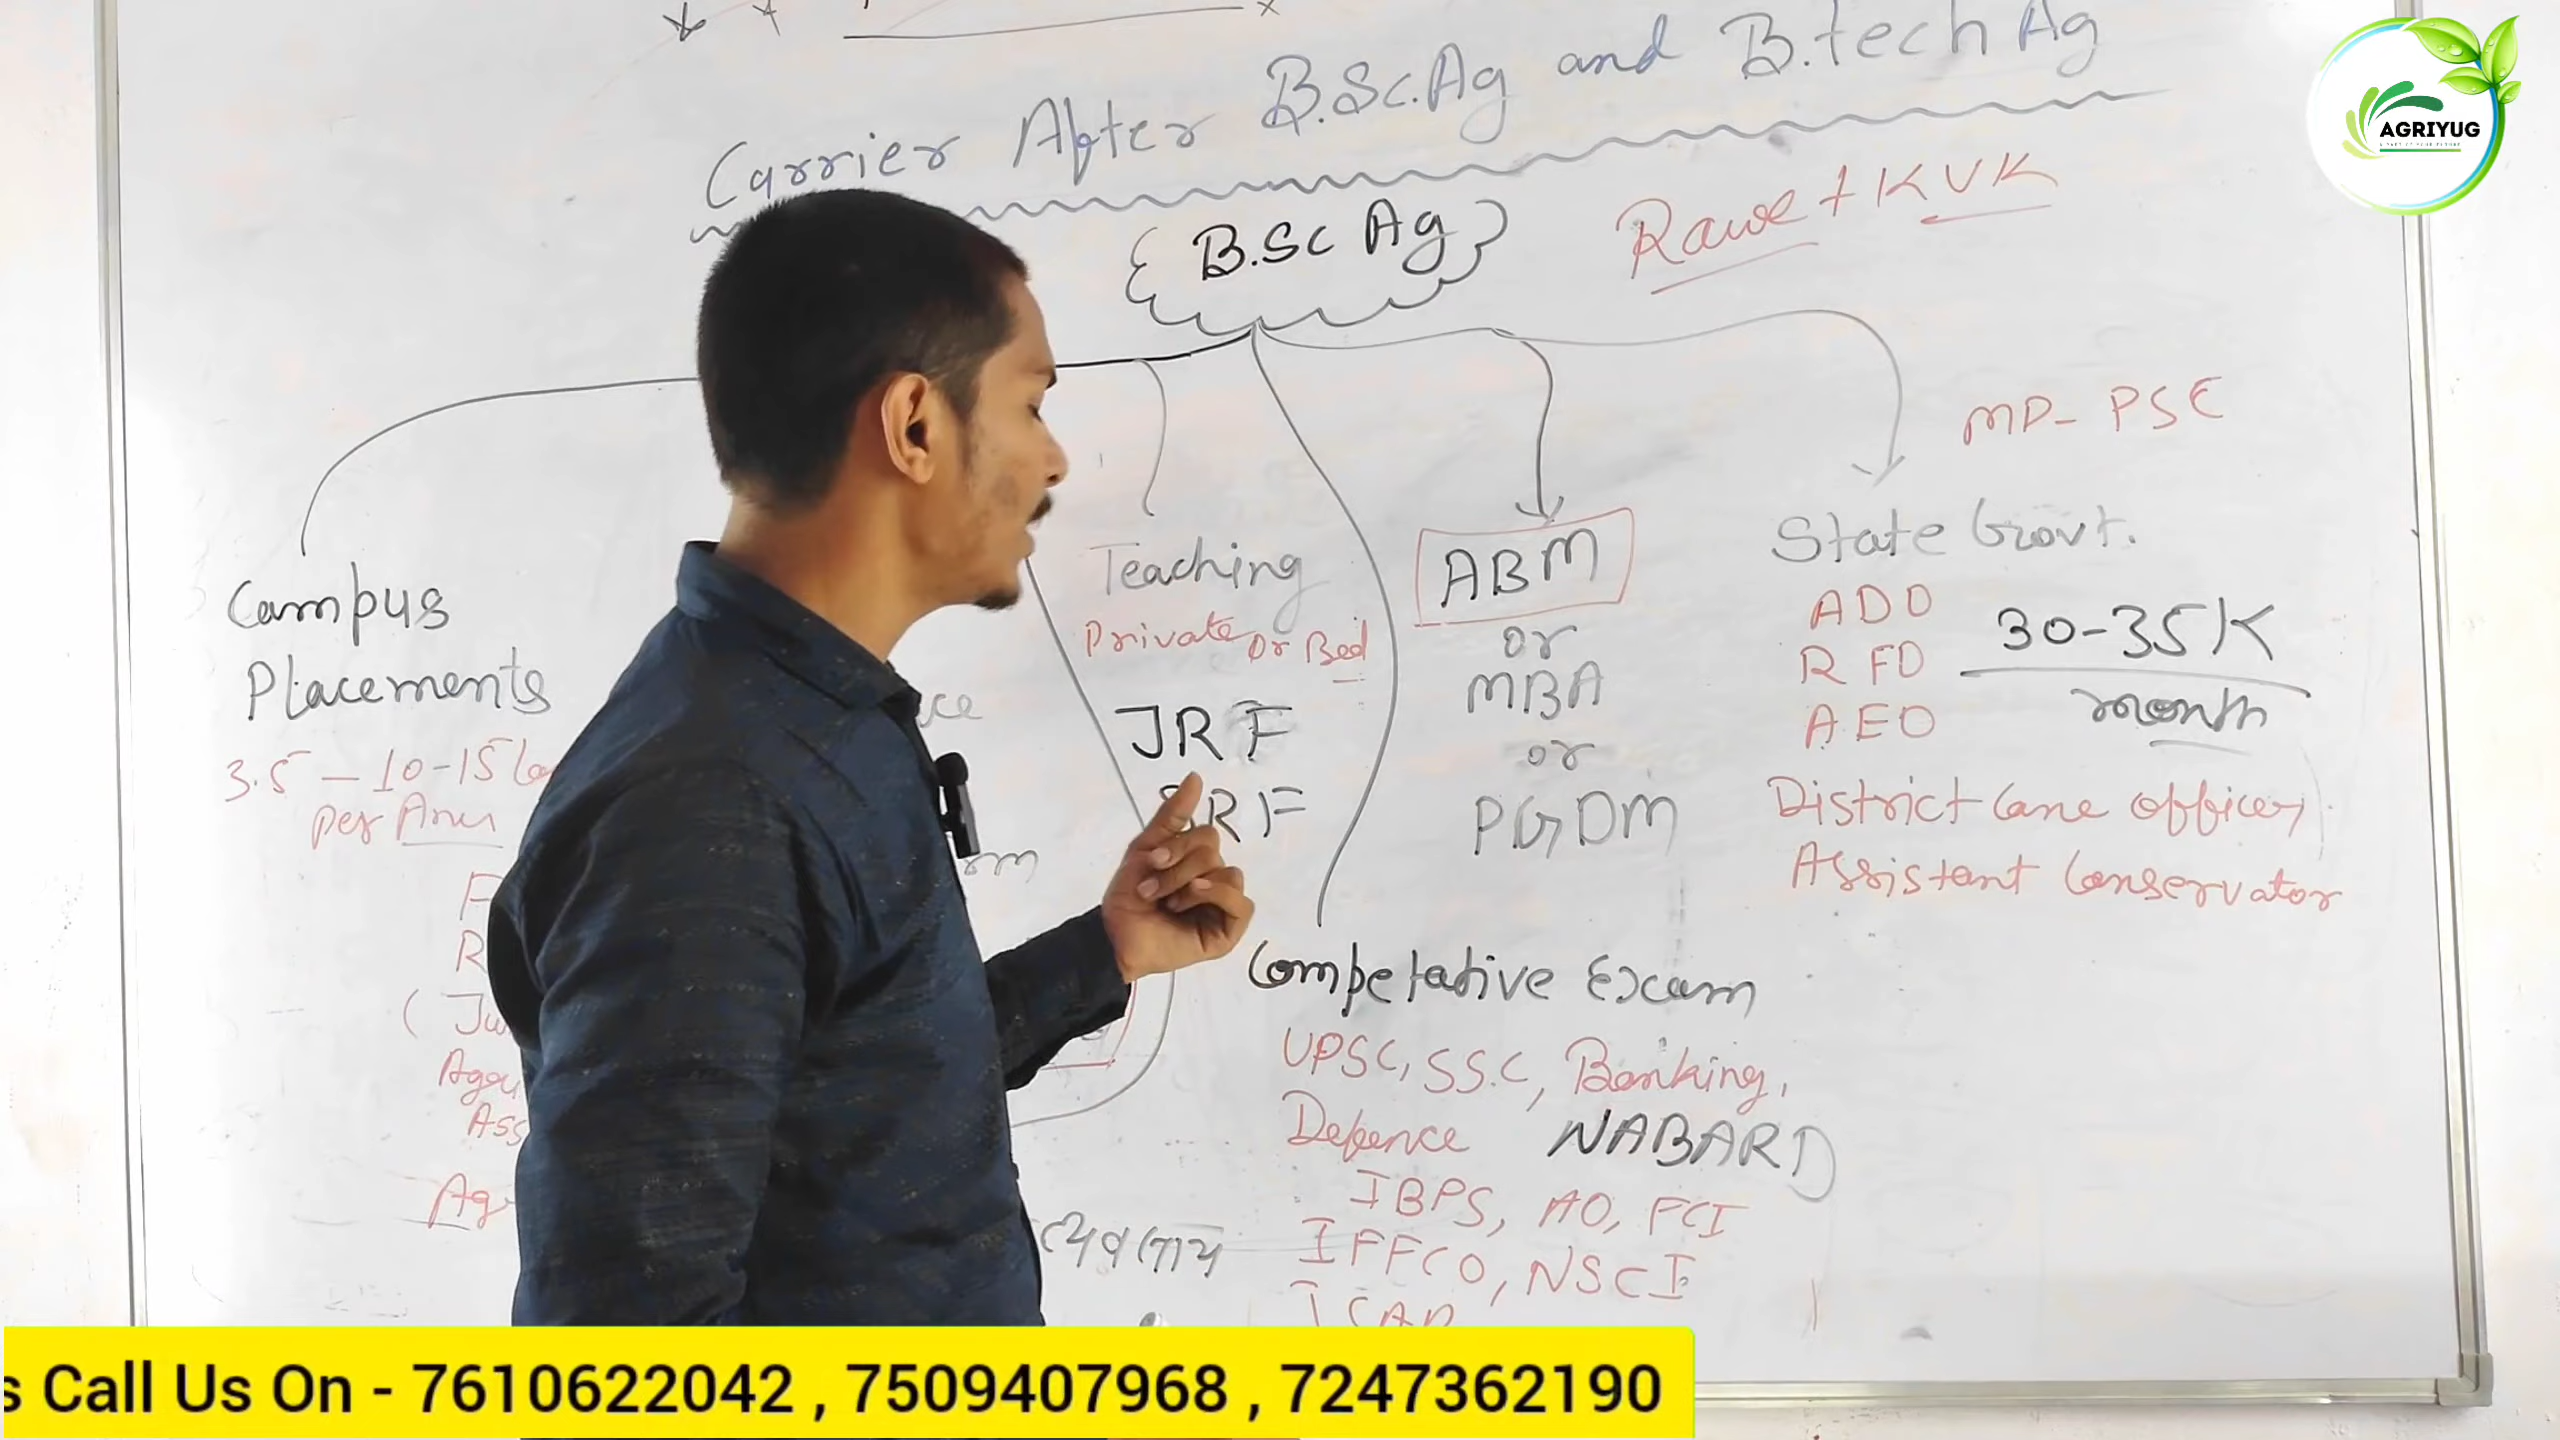 Carrier After B.Sc.Ag and B.tech Ag
B.Sc Ag
Rawe + KVK
AGRIYUG
Campus
Placements
3.5 - 10-15
Per Anu
Teaching
Private or Bed
JRF
SRF
ABM
or
MBA
or
PGDM
MP-PSC
State Govt.
ADO
RFO
AEO
30-35K
month
District Cane officer
Assistant Conservator
Competative Exam
UPSC, SSC, Banking,
Defence NABARD
IBPS, AO, FCI
IFFCO, NSCI
Call Us On - 7610622042 , 7509407968 , 7247362190